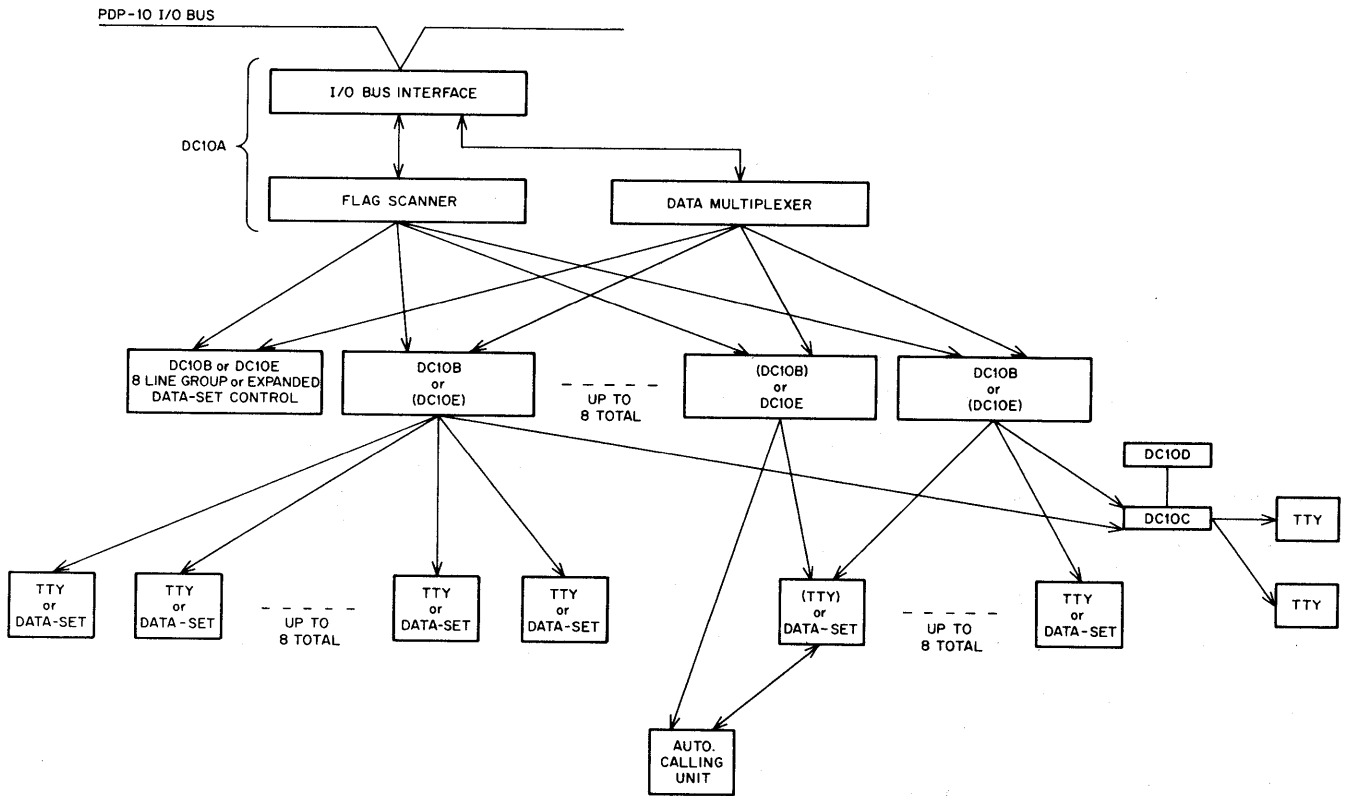 PDP-10 I/O BUS
I/O BUS INTERFACE
DC10A
FLAG SCANNER
DATA MULTIPLEXER
DC10B or DC10E
8 LINE GROUP or EXPANDED
DATA-SET CONTROL
DC10B
or
(DC10E)
UP TO
8 TOTAL
(DC10B)
or
DC10E
DC10B
or
(DC10E)
DC10D
DC10C
TTY
TTY
TTY
or
DATA-SET
TTY
or
DATA-SET
UP TO
8 TOTAL
TTY
or
DATA-SET
TTY
or
DATA-SET
(TTY)
or
DATA-SET
UP TO
8 TOTAL
TTY
or
DATA-SET
AUTO.
CALLING
UNIT